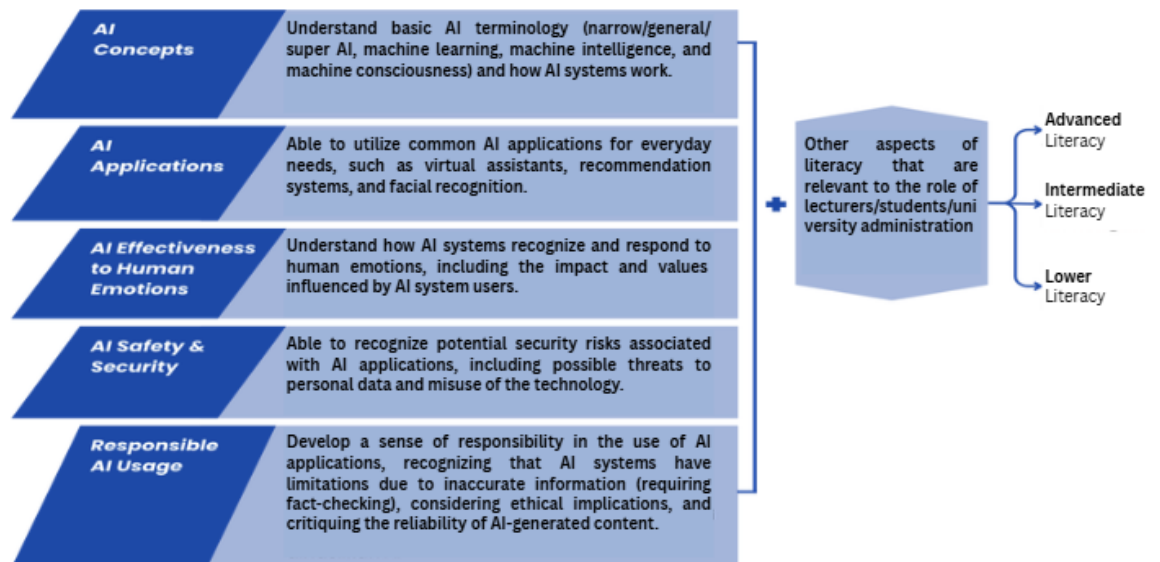 AI
Concepts
Understand basic AI terminology (narrow/general/
super AI, machine learning, machine intelligence, and
machine consciousness) and how AI systems work.
AI
Applications
Able to utilize common AI applications for everyday
needs, such as virtual assistants, recommendation
systems, and facial recognition.
AI Effectiveness
to Human
Emotions
Understand how AI systems recognize and respond to
human emotions, including the impact and values
influenced by AI system users.
AI Safety &
Security
Able to recognize potential security risks associated
with AI applications, including possible threats to
personal data and misuse of the technology.
Responsible
AI Usage
Develop a sense of responsibility in the use of AI
applications, recognizing that AI systems have
limitations due to inaccurate information (requiring
fact-checking), considering ethical implications, and
critiquing the reliability of AI-generated content.
Other aspects of
literacy that are
relevant to the role of
lecturers/students/uni
versity administration
Advanced
Literacy
Intermediate
Literacy
Lower
Literacy